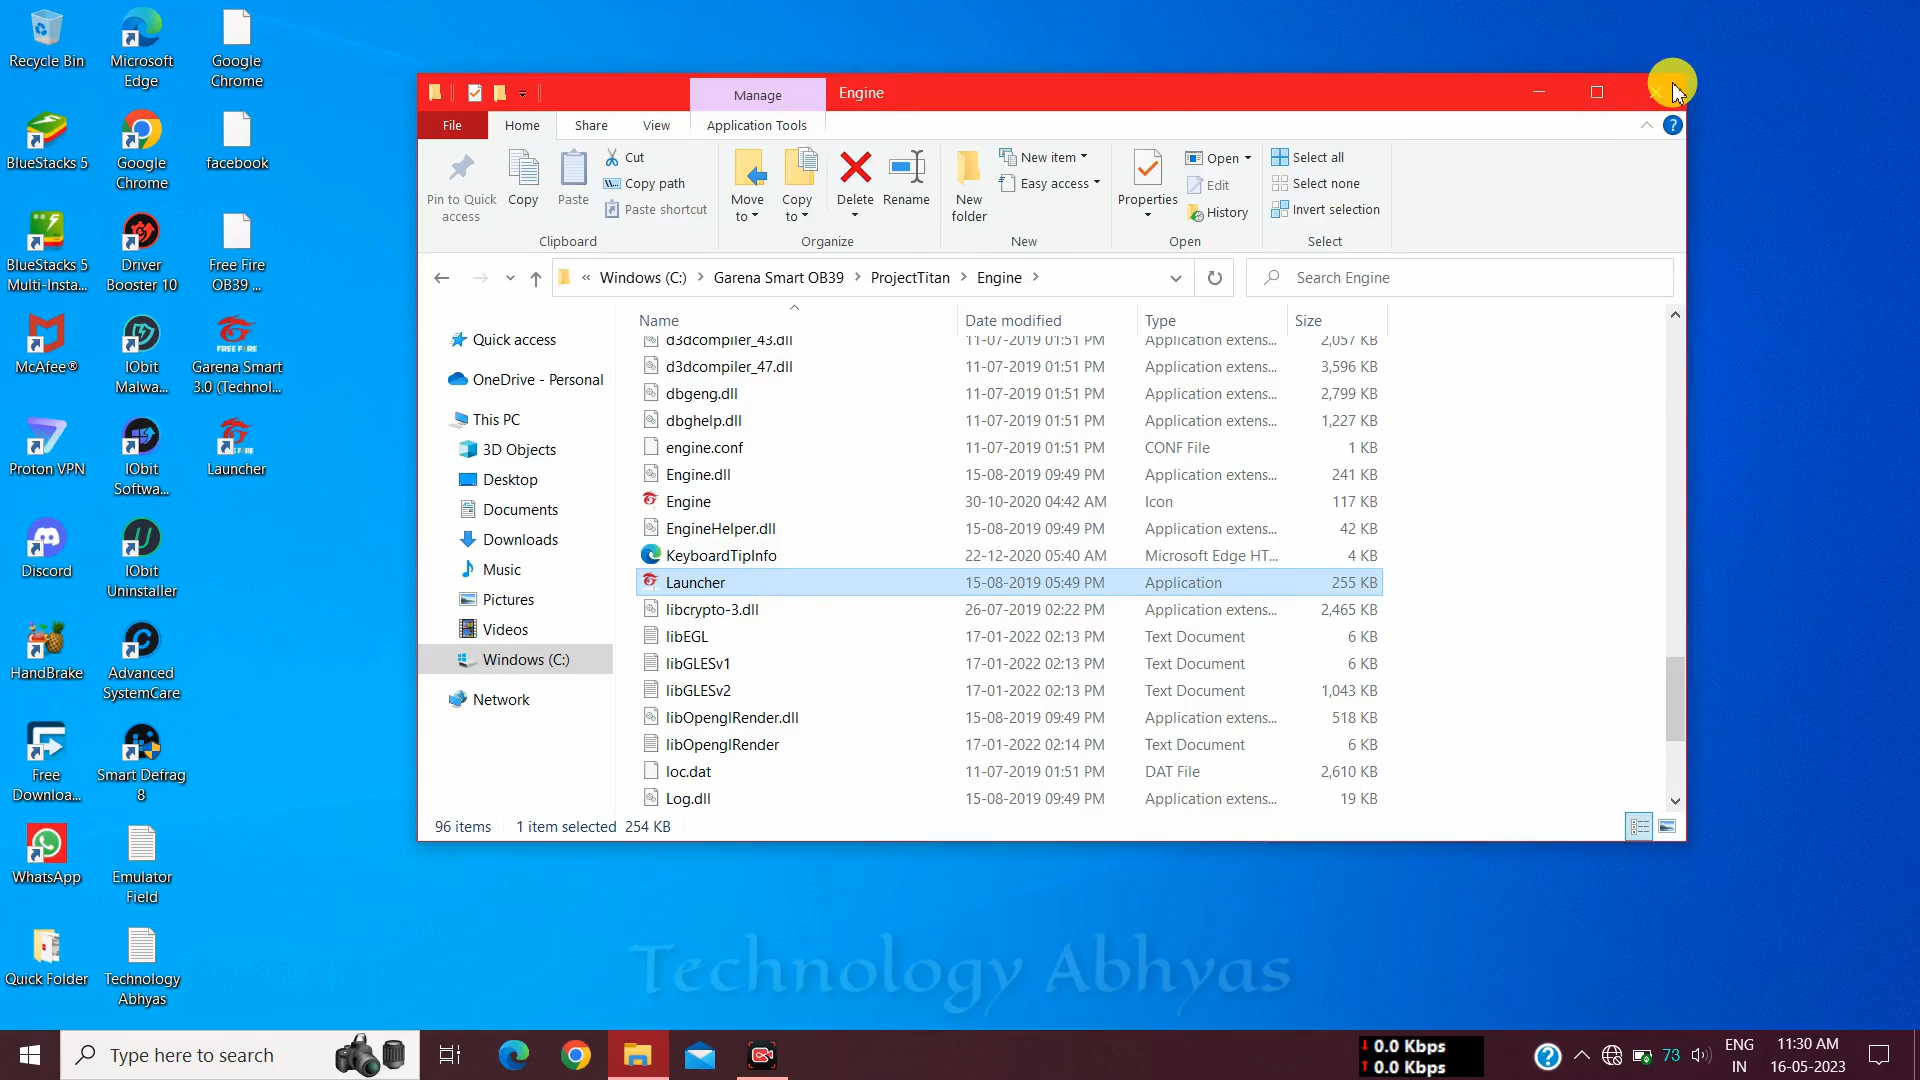 Recycle Bin
Microsoft
Edge
Google
Chrome
BlueStacks 5
Google
Chrome
facebook
BlueStacks 5
Multi-Insta...
Driver
Booster 10
Free Fire
OB39 ...
McAfee®
IObit
Malwa...
FREE FIRE
Garena Smart
3.0 (Technol...
Proton VPN
IObit
Softwa...
Launcher
Discord
IObit
Uninstaller
HandBrake
Advanced
SystemCare
Free
Downloa...
Smart Defrag
8
WhatsApp
Emulator
Field
Quick Folder
Technology
Abhyas
Manage
Engine
File
Home
Share
View
Application Tools
?
Pin to Quick
access
Copy
Paste
Cut
Copy path
Paste shortcut
Clipboard
Move
to
Copy
to
Delete
Rename
Organize
New
folder
New item
Easy access
New
Properties
Open
Edit
History
Open
Select all
Select none
Invert selection
Select
« Windows (C:) > Garena Smart OB39 > ProjectTitan > Engine >
Search Engine
Quick access
OneDrive - Personal
This PC
3D Objects
Desktop
Documents
Downloads
Music
Pictures
Videos
Windows (C:)
Network
Name Date modified Type Size
d3dcompiler_43.dll 11-07-2019 01:51 PM Application extens... 2,057 KB
d3dcompiler_47.dll 11-07-2019 01:51 PM Application extens... 3,596 KB
dbgeng.dll 11-07-2019 01:51 PM Application extens... 2,799 KB
dbghelp.dll 11-07-2019 01:51 PM Application extens... 1,227 KB
engine.conf 11-07-2019 01:51 PM CONF File 1 KB
Engine.dll 15-08-2019 09:49 PM Application extens... 241 KB
Engine 30-10-2020 04:42 AM Icon 117 KB
EngineHelper.dll 15-08-2019 09:49 PM Application extens... 42 KB
KeyboardTipInfo 22-12-2020 05:40 AM Microsoft Edge HT... 4 KB
Launcher 15-08-2019 05:49 PM Application 255 KB
libcrypto-3.dll 26-07-2019 02:22 PM Application extens... 2,465 KB
libEGL 17-01-2022 02:13 PM Text Document 6 KB
libGLESv1 17-01-2022 02:13 PM Text Document 6 KB
libGLESv2 17-01-2022 02:13 PM Text Document 1,043 KB
libOpenglRender.dll 15-08-2019 09:49 PM Application extens... 518 KB
libOpenglRender 17-01-2022 02:14 PM Text Document 6 KB
loc.dat 11-07-2019 01:51 PM DAT File 2,610 KB
Log.dll 15-08-2019 09:49 PM Application extens... 19 KB
96 items 1 item selected 254 KB
Technology Abhyas
Type here to search
0.0 Kbps
0.0 Kbps
?
73
ENG
IN
11:30 AM
16-05-2023